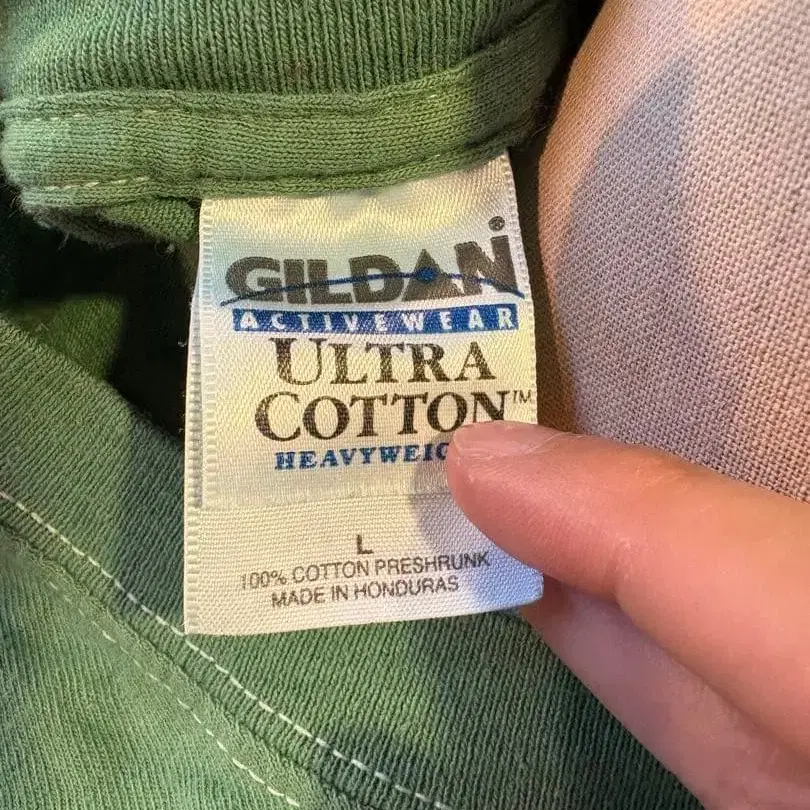 GILDAN®
ACTIVEWEAR
ULTRA
COTTON™
L
100% COTTON PRESHRUNK
MADE IN HONDURAS